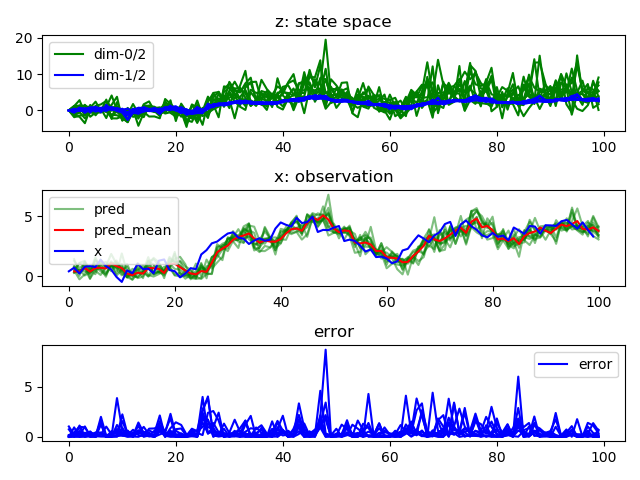 z: state space
20
10
0
dim-0/2
dim-1/2
0 20 40 60 80 100
x: observation
5
0
pred
pred_mean
x
0 20 40 60 80 100
error
5
0
error
0 20 40 60 80 100